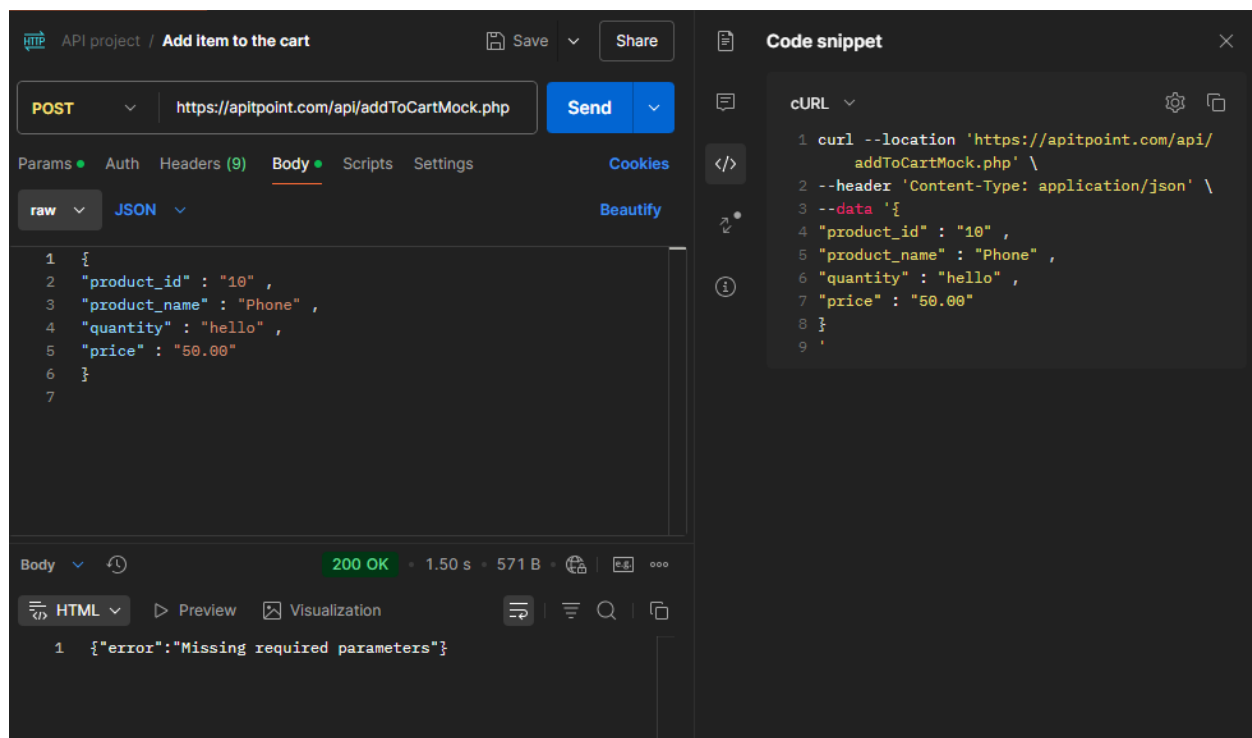 HTTP API project / Add item to the cart Save Share
POST https://apitpoint.com/api/addToCartMock.php Send
Params Auth Headers (9) Body Scripts Settings Cookies
raw JSON Beautify
1 {
2 "product_id" : "10" ,
3 "product_name" : "Phone" ,
4 "quantity" : "hello" ,
5 "price" : "50.00"
6 }
7
Body 200 OK • 1.50 s • 571 B • e.g.
HTML Preview Visualization
1 {"error":"Missing required parameters"}
Code snippet
cURL
1 curl --location 'https://apitpoint.com/api/
addToCartMock.php' \
2 --header 'Content-Type: application/json' \
3 --data '{
4 "product_id" : "10" ,
5 "product_name" : "Phone" ,
6 "quantity" : "hello" ,
7 "price" : "50.00"
8 }
9 '